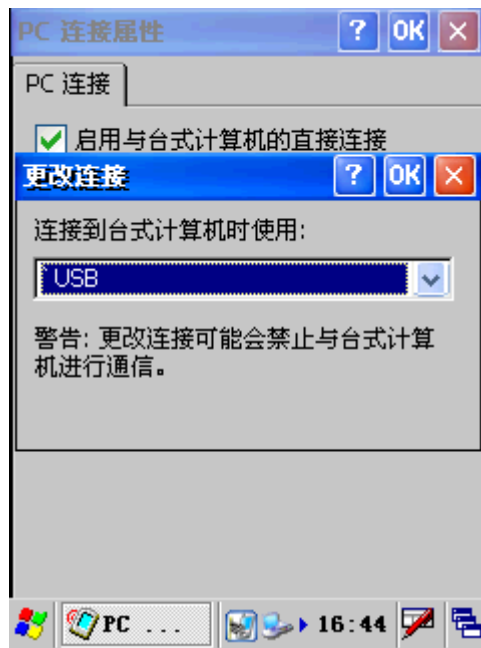 PC 连接属性 ? OK ×
PC 连接
启用与台式计算机的直接连接
更改连接 ? OK ×
连接到台式计算机时使用:
`USB
警告: 更改连接可能会禁止与台式计算
机进行通信。
PC ... 16:44